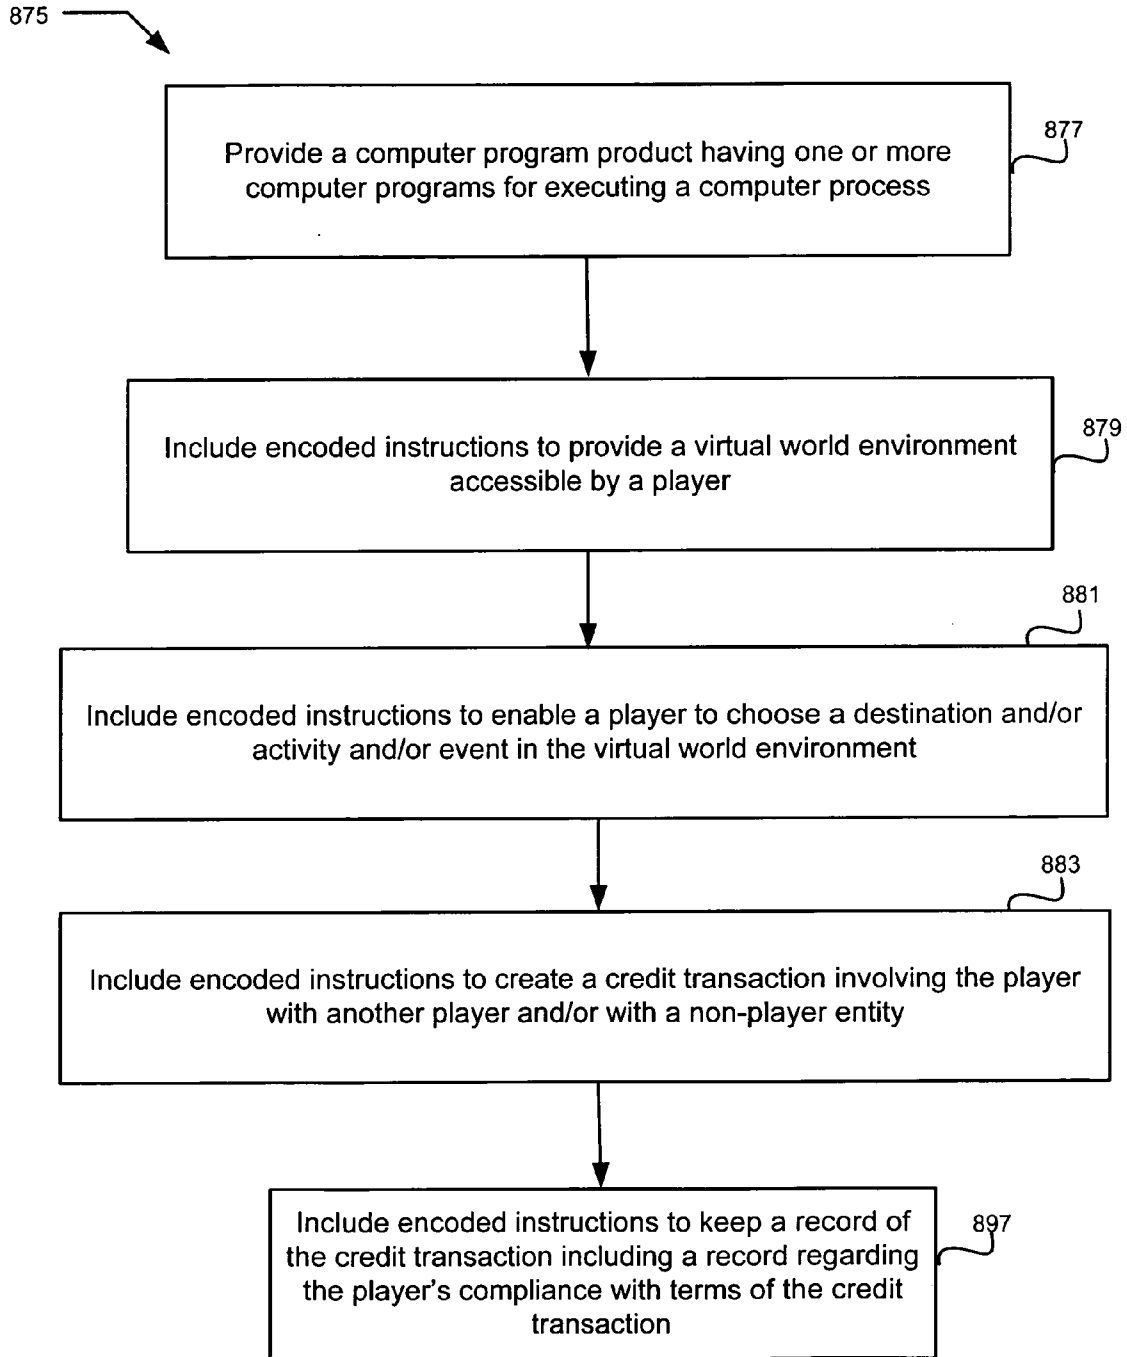 875
877
Provide a computer program product having one or more
computer programs for executing a computer process
879
Include encoded instructions to provide a virtual world environment
accessible by a player
881
Include encoded instructions to enable a player to choose a destination and/or
activity and/or event in the virtual world environment
883
Include encoded instructions to create a credit transaction involving the player
with another player and/or with a non-player entity
897
Include encoded instructions to keep a record of
the credit transaction including a record regarding
the player's compliance with terms of the credit
transaction